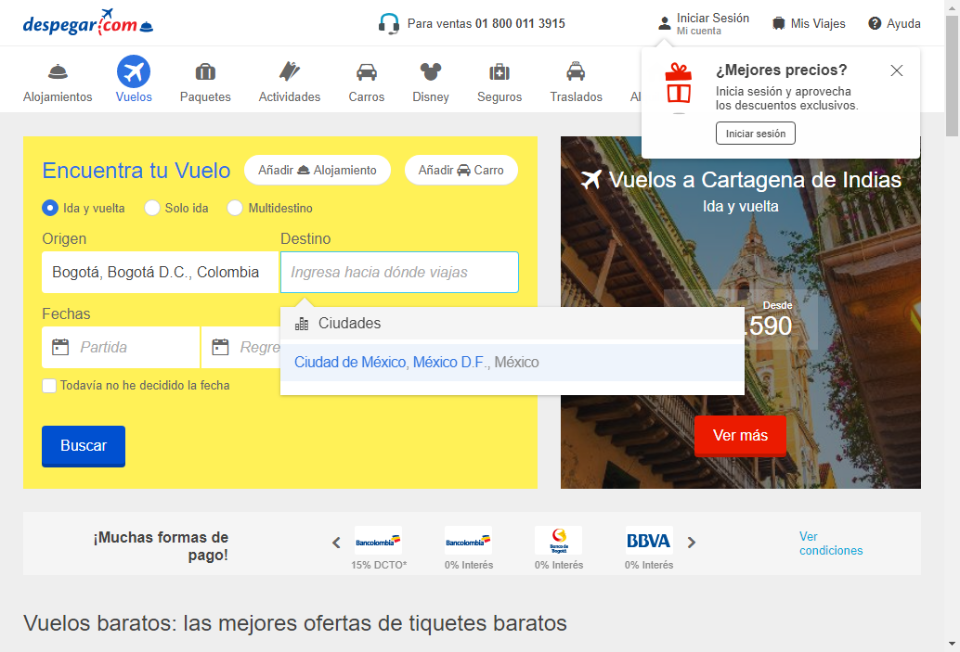 despegar.com
Para ventas 01 800 011 3915
Iniciar Sesión
Mi cuenta
Mis Viajes
Ayuda
Alojamientos
Vuelos
Paquetes
Actividades
Carros
Disney
Seguros
Traslados
Al
¿Mejores precios?
Inicia sesión y aprovecha
los descuentos exclusivos.
Iniciar sesión
Encuentra tu Vuelo
Añadir Alojamiento
Añadir Carro
Ida y vuelta
Solo ida
Multidestino
Origen
Destino
Bogotá, Bogotá D.C., Colombia
Ingresa hacia dónde viajas
Ciudades
Ciudad de México, México D.F., México
Fechas
Partida
Regre
Todavía no he decidido la fecha
Buscar
Vuelos a Cartagena de Indias
Ida y vuelta
Desde
.590
Ver más
¡Muchas formas de
pago!
Bancolombia
15% DCTO*
Bancolombia
0% Interés
Banco de
Bogotá
0% Interés
BBVA
0% Interés
Ver
condiciones
Vuelos baratos: las mejores ofertas de tiquetes baratos